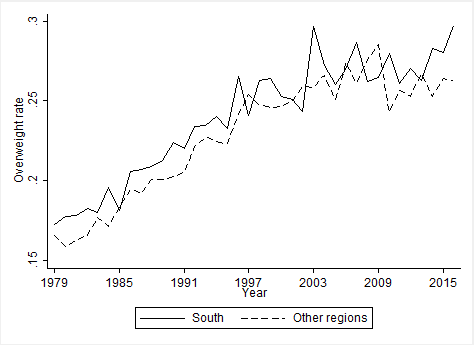 Overweight rate
.3
.25
.2
.15
1979 1985 1991 1997 2003 2009 2015
Year
South Other regions